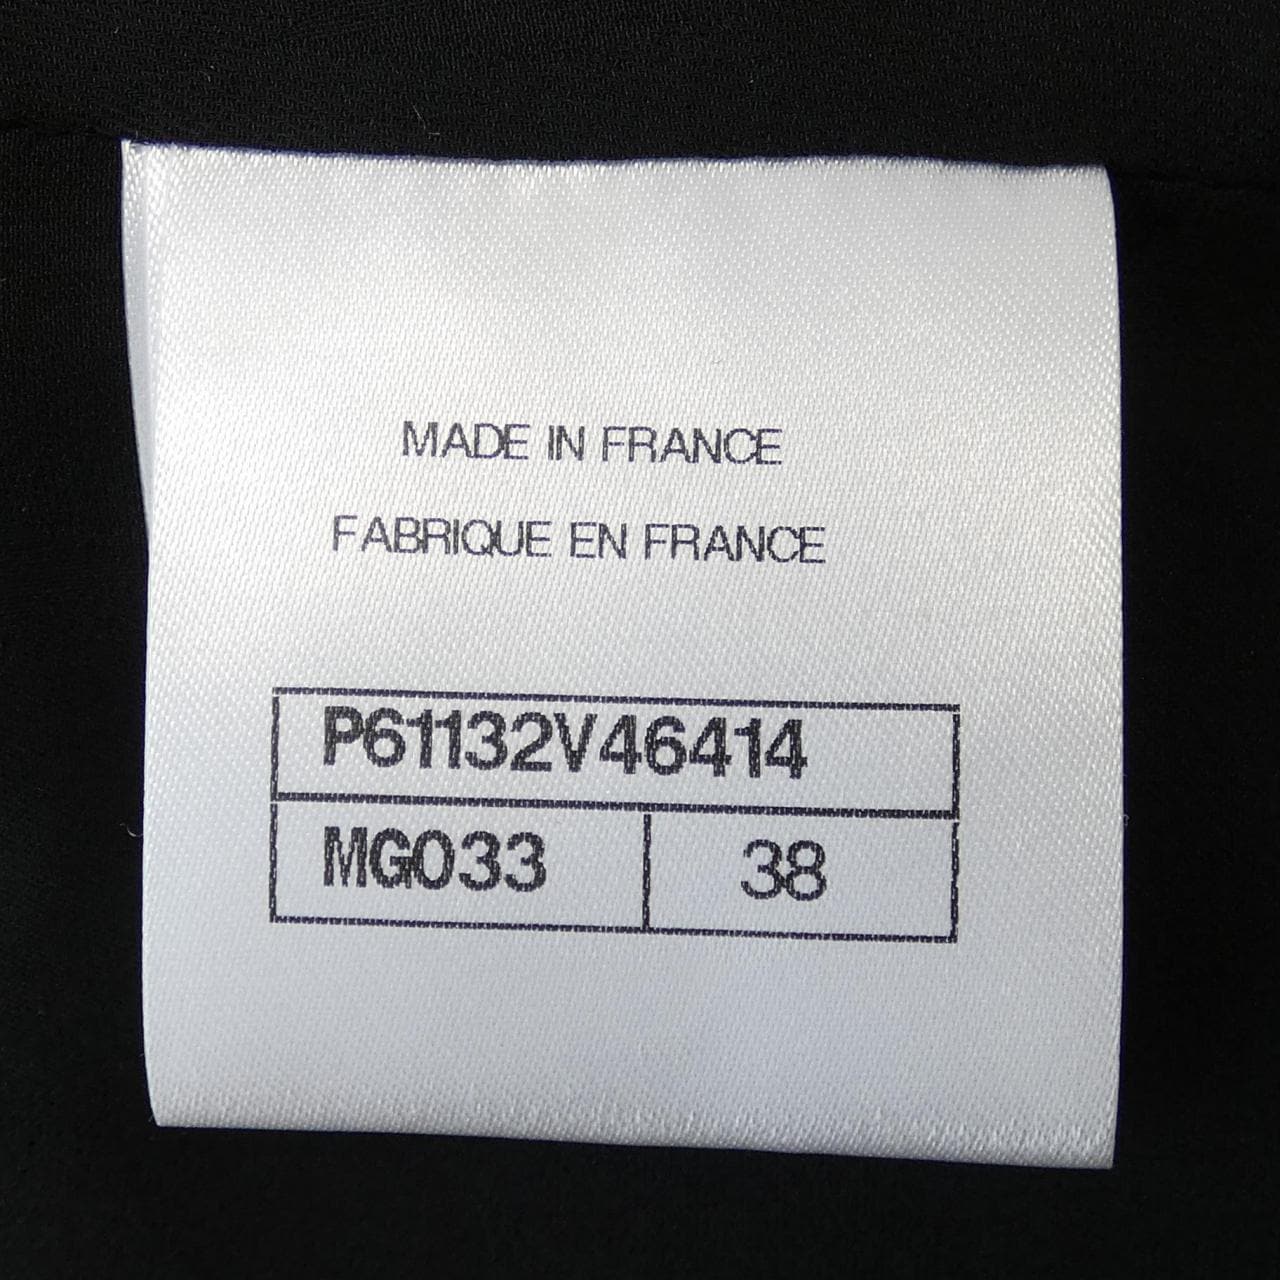 MADE IN FRANCE
FABRIQUE EN FRANCE
P61132V46414
MG033 38